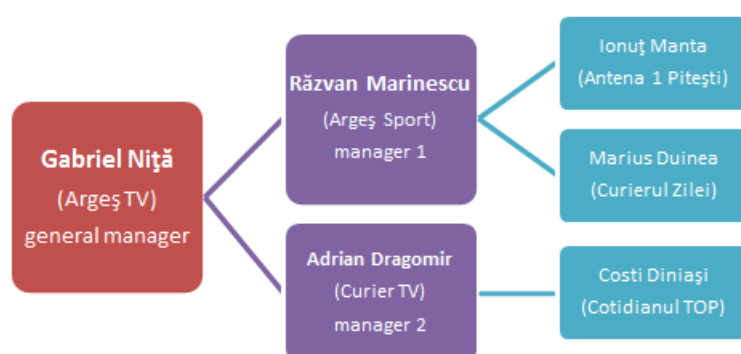 Gabriel Niţă
(Argeş TV)
general manager
Răzvan Marinescu
(Argeş Sport)
manager 1
Adrian Dragomir
(Curier TV)
manager 2
Ionuţ Manta
(Antena 1 Piteşti)
Marius Duinea
(Curierul Zilei)
Costi Diniaşi
(Cotidianul TOP)